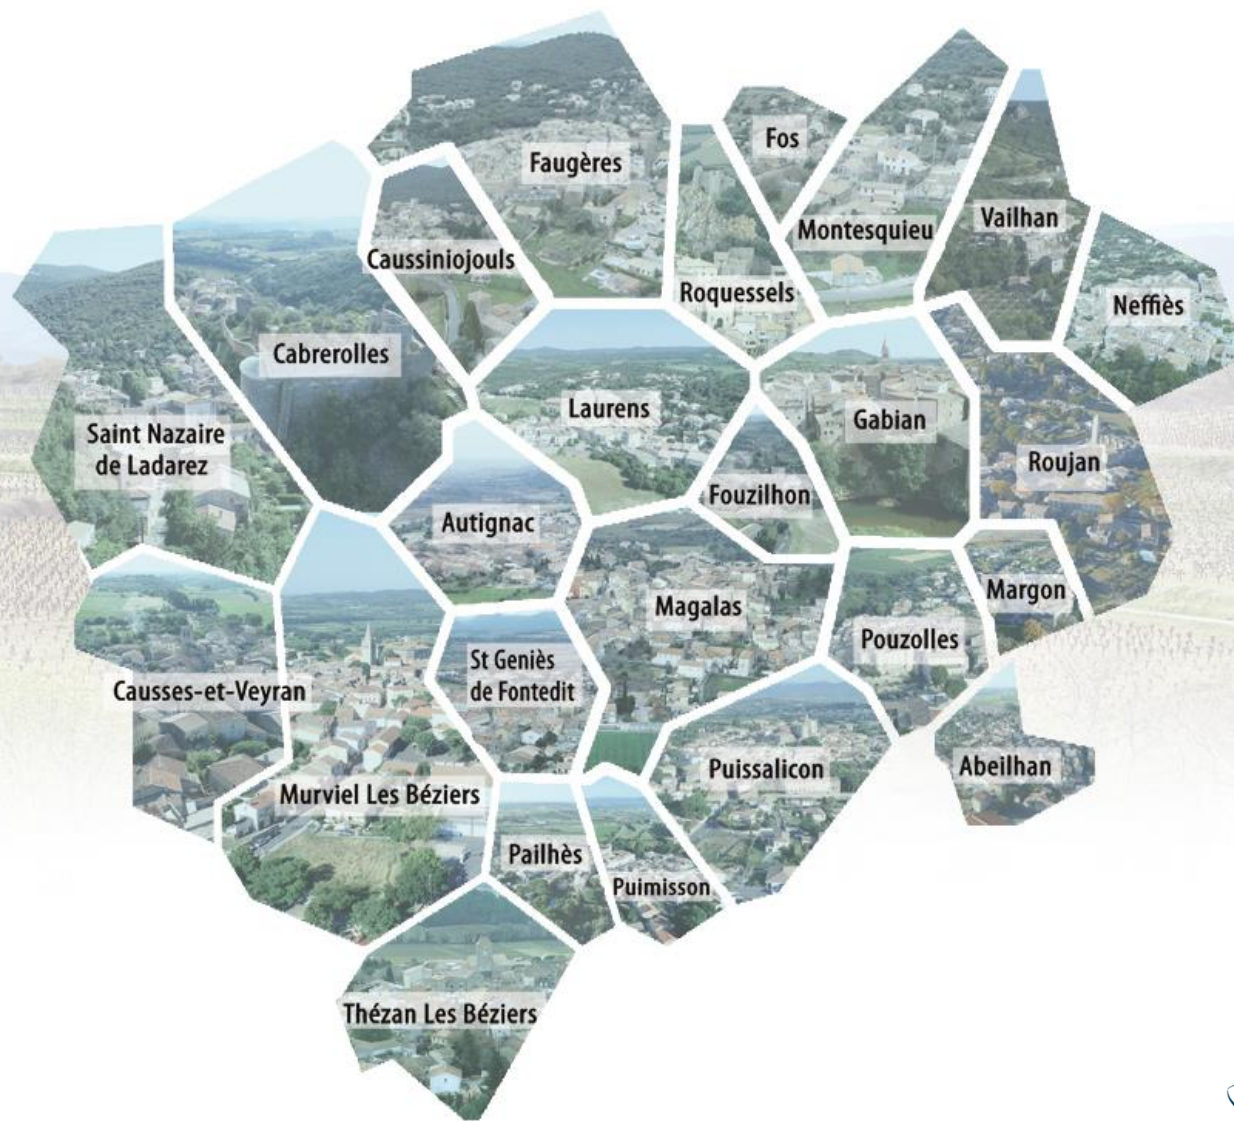 Fos
Faugères
Vailhan
Montesquieu
Caussiniojouls
Roquessels
Neffiès
Cabrerolles
Laurens
Gabian
Saint Nazaire
de Ladarez
Roujan
Fouzilhon
Autignac
Margon
Magalas
Pouzolles
St Geniès
de Fontedit
Causses-et-Veyran
Puissalicon
Abeilhan
Murviel Les Béziers
Pailhès
Puimisson
Thézan Les Béziers